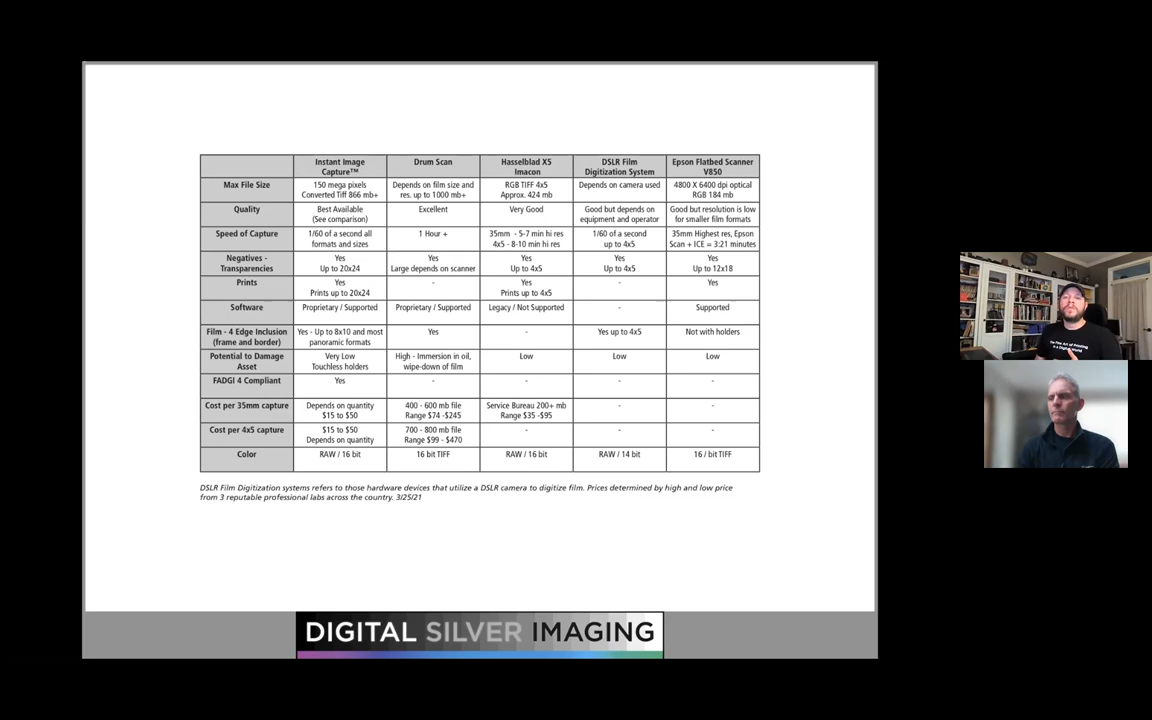 Instant Image Drum Scan Hasselblad X5 DSLR Film Epson Flatbed Scanner
Capture™ Imacon Digitization System V850
Max File Size 150 mega pixels Depends on film size and RGB TIFF 4x5 Depends on camera used 4800 X 6400 dpi optical
Converted Tiff 866 mb+ res. up to 1000 mb+ Approx. 424 mb RGB 184 mb
Quality Best Available Excellent Very Good Good but depends on Good but resolution is low
(See comparison) equipment and operator for smaller film formats
Speed of Capture 1/60 of a second all 1 Hour + 35mm - 5-7 min hi res 1/60 of a second 35mm Highest res, Epson
formats and sizes 4x5 - 8-10 min hi res up to 4x5 Scan + ICE = 3:21 minutes
Negatives - Yes Yes Yes Yes Yes
Transparencies Up to 20x24 Large depends on scanner Up to 4x5 Up to 4x5 Up to 12x18
Prints Yes - Yes - Yes
Prints up to 20x24 Prints up to 4x5
Software Proprietary / Supported Proprietary / Supported Legacy / Not Supported - Supported
Film - 4 Edge Inclusion Yes - Up to 8x10 and most Yes - Yes up to 4x5 Not with holders
(frame and border) panoramic formats
Potential to Damage Very Low High - Immersion in oil, Low Low Low
Asset Touchless holders wipe-down of film
FADGI 4 Compliant Yes - - - -
Cost per 35mm capture Depends on quantity 400 - 600 mb file Service Bureau 200+ mb - -
$15 to $50 Range $74 -$245 Range $35 -$95
Cost per 4x5 capture $15 to $50 700 - 800 mb file - - -
Depends on quantity Range $99 - $470
Color RAW / 16 bit 16 bit TIFF RAW / 16 bit RAW / 14 bit 16 / bit TIFF
DSLR Film Digitization systems refers to those hardware devices that utilize a DSLR camera to digitize film. Prices determined by high and low price
from 3 reputable professional labs across the country. 3/25/21
DIGITAL SILVER IMAGING
The Fine Art of Printing
in a Digital World